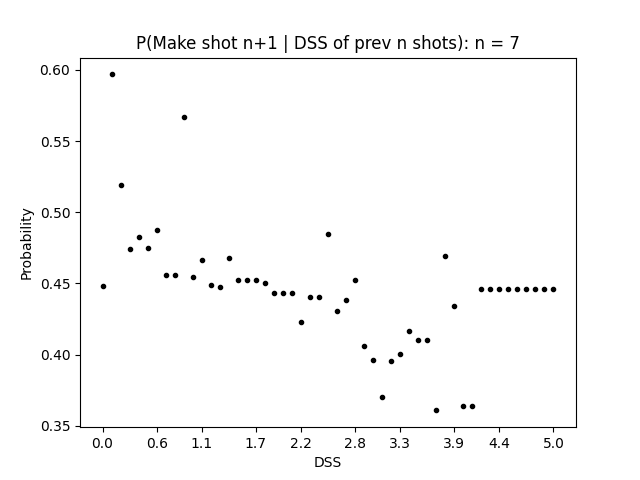 P(Make shot n+1 | DSS of prev n shots): n = 7
Probability
0.60
0.55
0.50
0.45
0.40
0.35
0.0 0.6 1.1 1.7 2.2 2.8 3.3 3.9 4.4 5.0
DSS